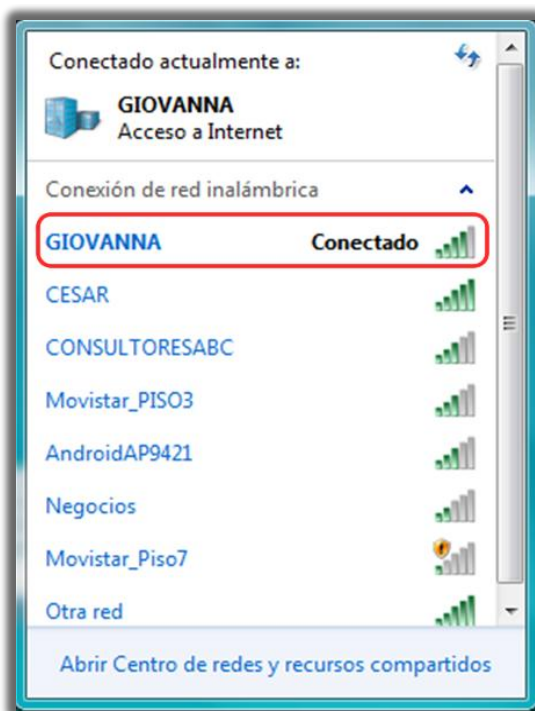 Conectado actualmente a:
GIOVANNA
Acceso a Internet
Conexión de red inalámbrica
GIOVANNA Conectado
CESAR
CONSULTORESABC
Movistar_PISO3
AndroidAP9421
Negocios
Movistar_Piso7
Otra red
Abrir Centro de redes y recursos compartidos